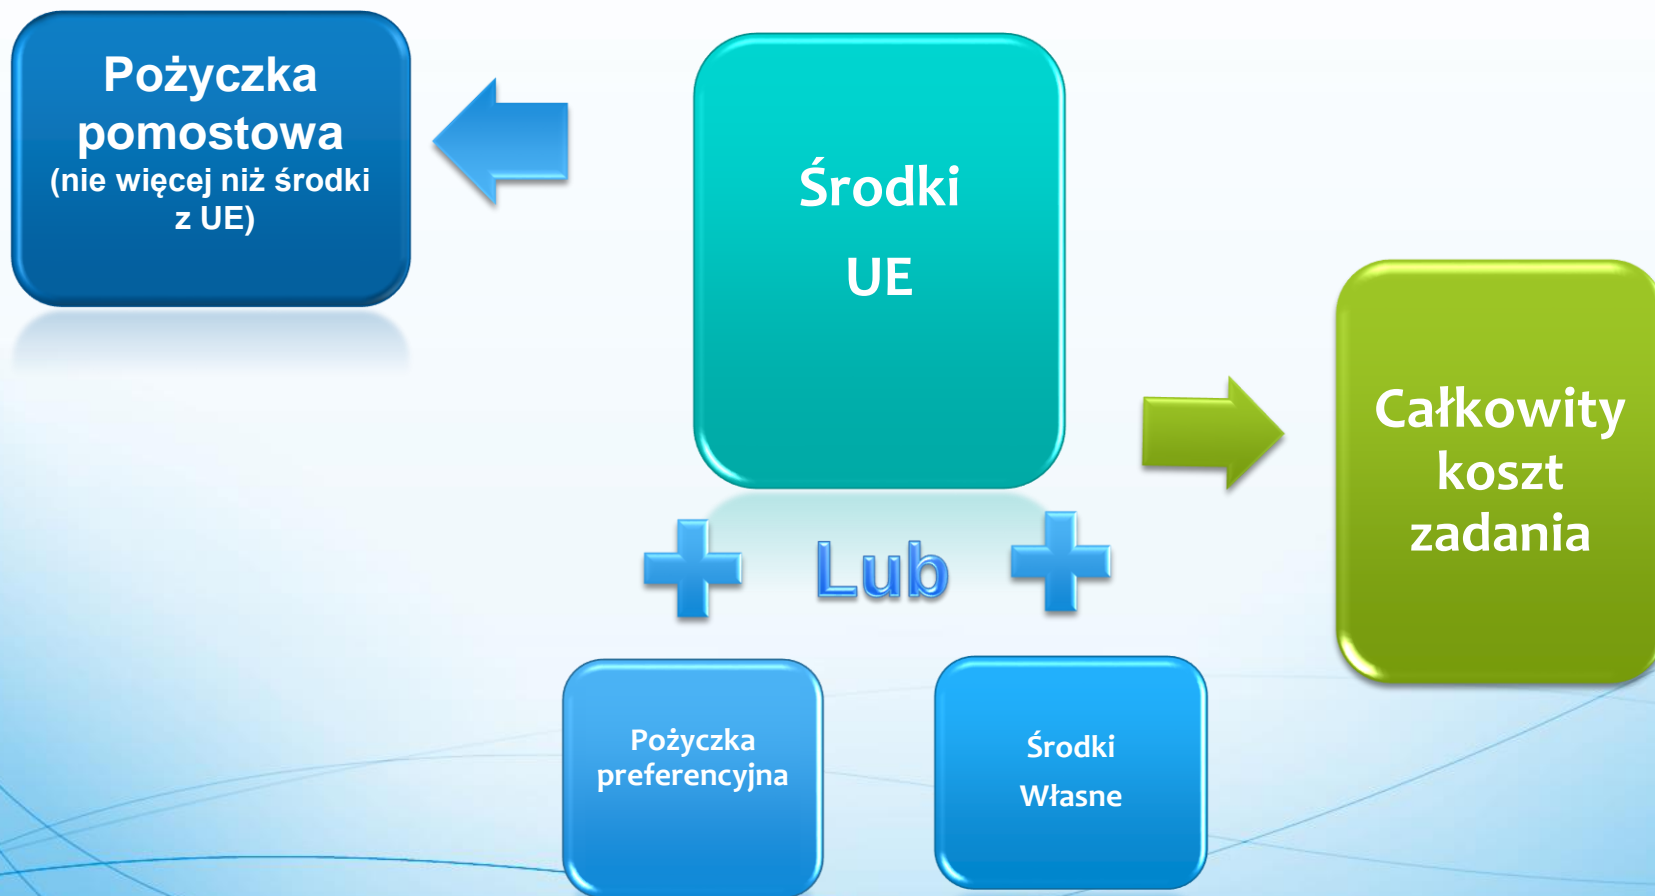 Pożyczka
pomostowa
(nie więcej niż środki
z UE)
Środki
UE
Całkowity
koszt
zadania
Lub
Pożyczka
preferencyjna
Środki
Własne